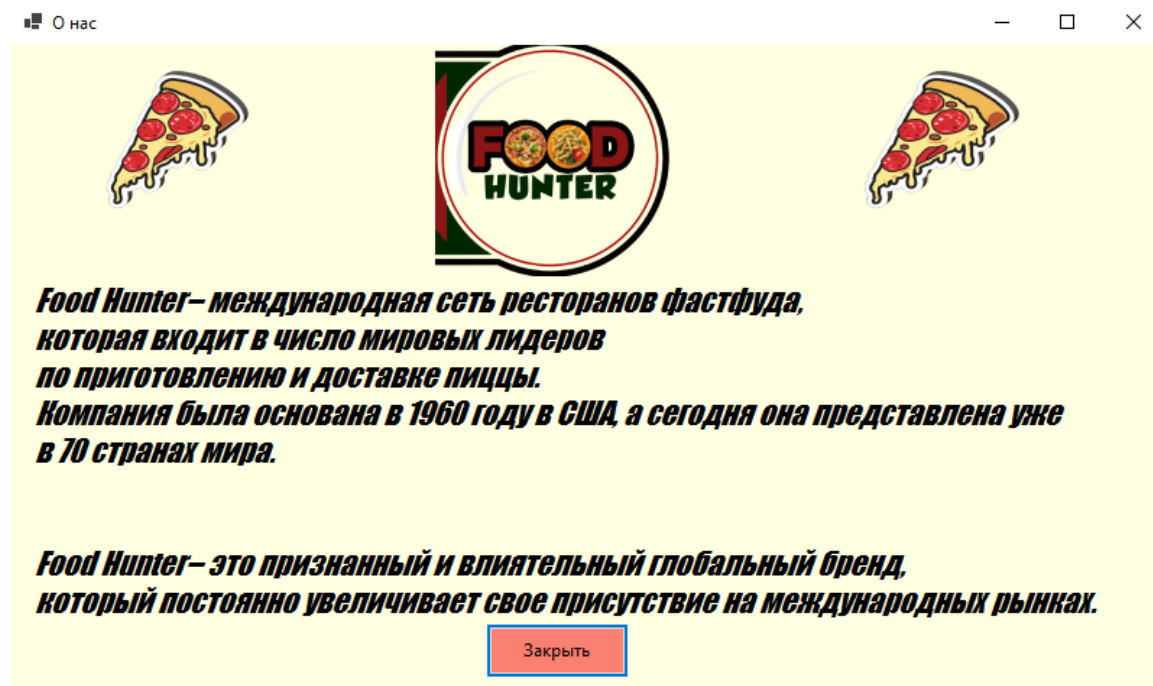 О нас
FOOD
HUNTER
Food Hunter– международная сеть ресторанов фастфуда,
которая входит в число мировых лидеров
по приготовлению и доставке пиццы.
Компания была основана в 1960 году в США, а сегодня она представлена уже
в 70 странах мира.
Food Hunter– это признанный и влиятельный глобальный бренд,
который постоянно увеличивает свое присутствие на международных рынках.
Закрыть